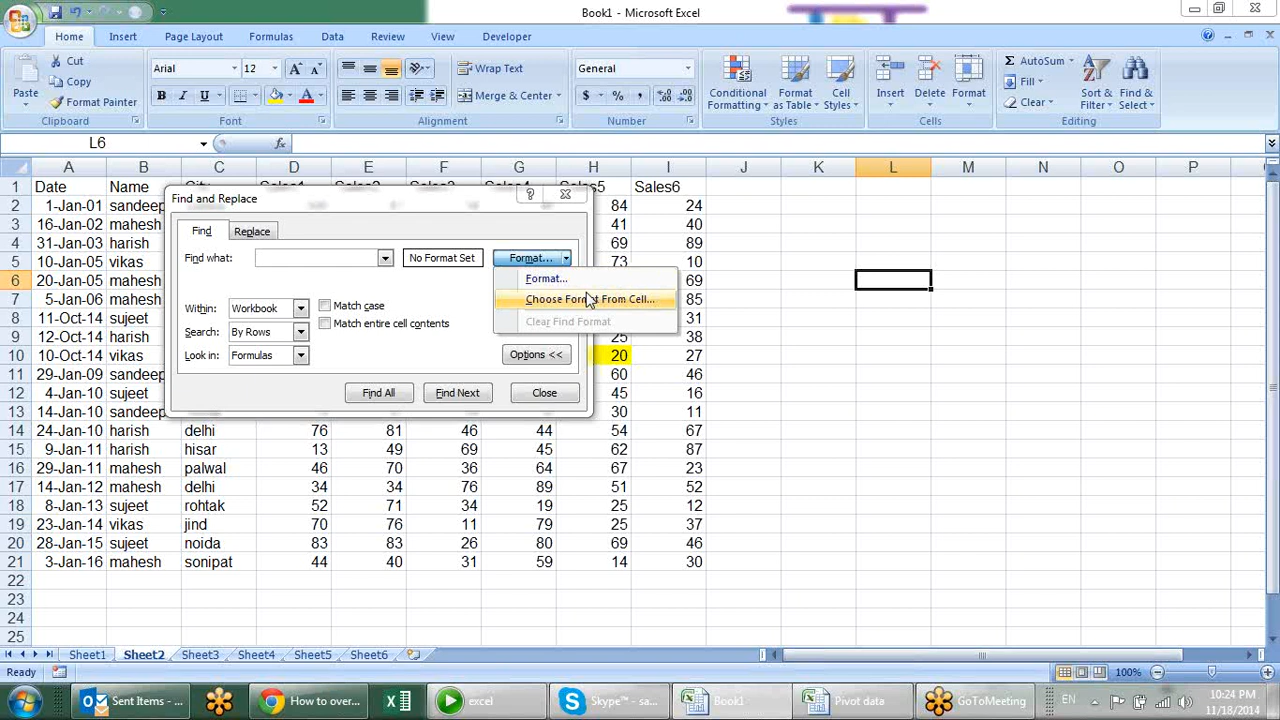 Book1 - Microsoft Excel
Home Insert Page Layout Formulas Data Review View Developer
Cut
Copy
Format Painter
Paste
Clipboard
Arial 12
B I U
Font
Wrap Text
Merge & Center
Alignment
General
$ % ,
Number
Conditional Formatting
Format as Table
Cell Styles
Styles
Insert
Delete
Format
Cells
AutoSum
Fill
Clear
Sort & Filter
Find & Select
Editing
L6
fx
A B C D E F G H I J K L M N O P
1 Date Name Sales5 Sales6
2 1-Jan-01 sandeep 84 24
3 16-Jan-02 mahesh 41 40
4 31-Jan-03 harish 69 89
5 10-Jan-05 vikas 73 10
6 20-Jan-05 mahesh 69
7 5-Jan-06 mahesh 85
8 11-Oct-14 sujeet 31
9 12-Oct-14 harish 25 38
10 10-Oct-14 vikas 20 27
11 29-Jan-09 sandeep 60 46
12 4-Jan-10 sujeet 45 16
13 14-Jan-10 sandeep 30 11
14 24-Jan-10 harish delhi 76 81 46 44 54 67
15 9-Jan-11 harish hisar 13 49 69 45 62 87
16 29-Jan-11 mahesh palwal 46 70 36 64 67 23
17 14-Jan-12 mahesh delhi 34 34 76 89 51 52
18 8-Jan-13 sujeet rohtak 52 71 34 19 25 12
19 23-Jan-14 vikas jind 70 76 11 79 25 37
20 28-Jan-15 sujeet noida 83 83 26 80 69 46
21 3-Jan-16 mahesh sonipat 44 40 31 59 14 30
22
23
24
25
Find and Replace
Find Replace
Find what: No Format Set Format...
Format...
Choose Format From Cell...
Clear Find Format
Within: Workbook Match case
Search: By Rows Match entire cell contents
Look in: Formulas Options <<
Find All Find Next Close
Sheet1 Sheet2 Sheet3 Sheet4 Sheet5 Sheet6
Ready 100%
Sent Items - ... How to over... excel Skype™ - sa... Book1 Pivot data GoToMeeting EN 10:24 PM
11/18/2014